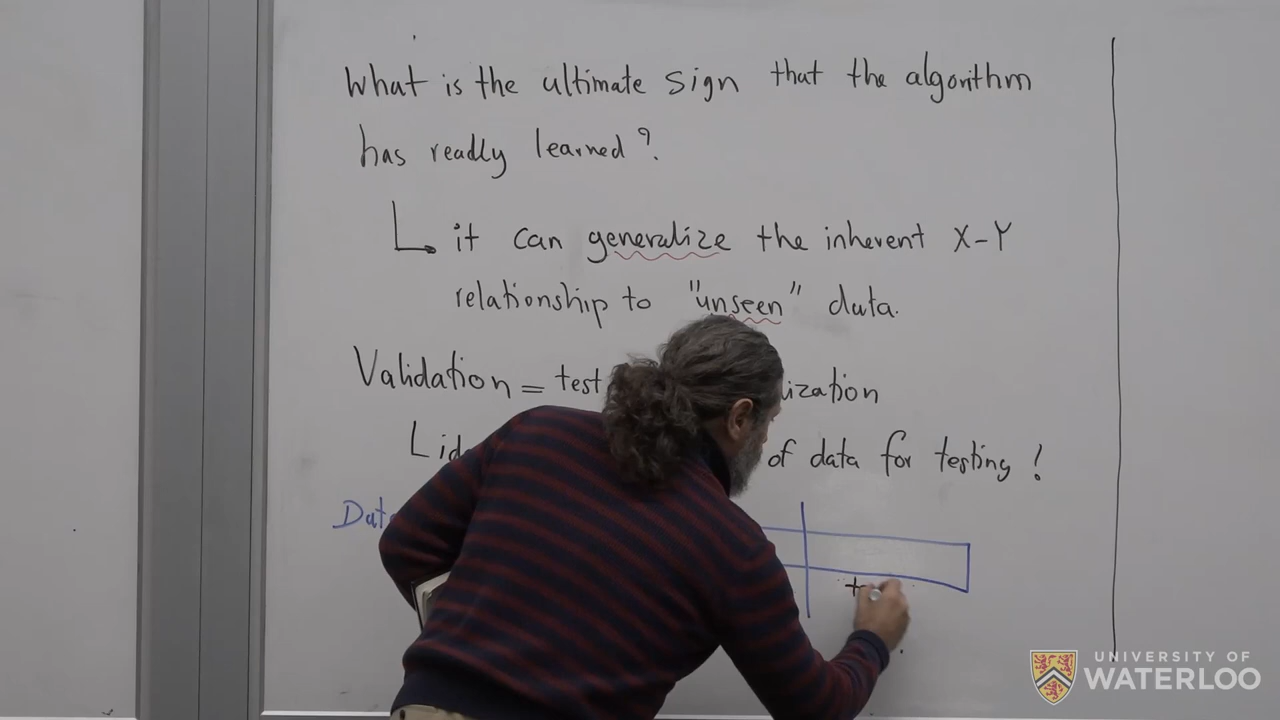 What is the ultimate sign that the algorithm
has really learned?
it can generalize the inherent X-Y
relationship to "unseen" data.
Validation = test
of data for testing!
UNIVERSITY OF
WATERLOO